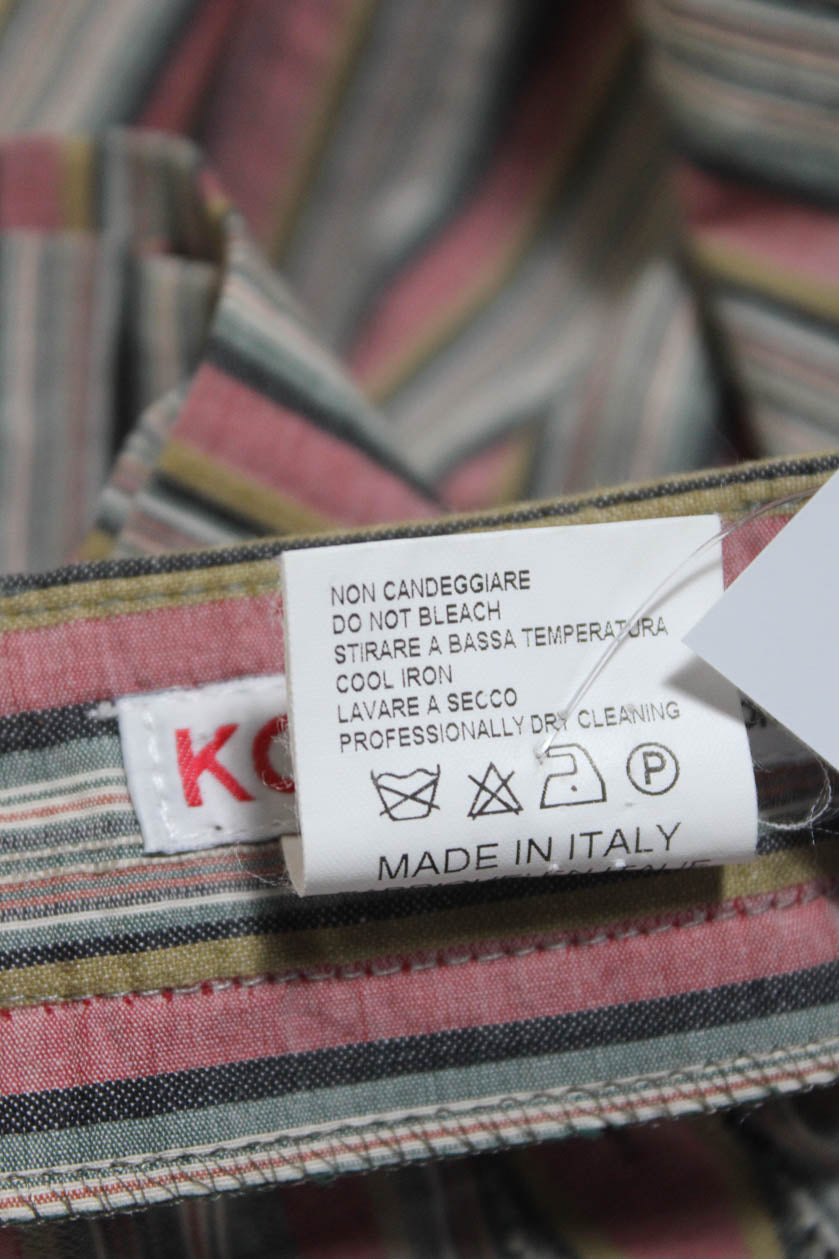 NON CANDEGGIARE
DO NOT BLEACH
STIRARE A BASSA TEMPERATURA
COOL IRON
LAVARE A SECCO
PROFESSIONALLY DRY CLEANING
P
MADE IN ITALY
KO